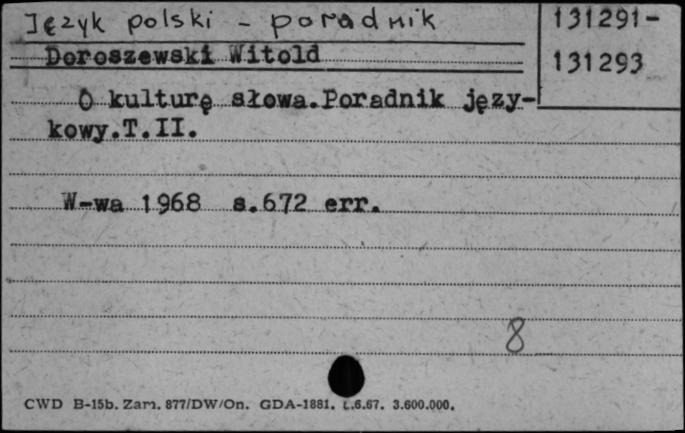 Język polski - poradnik
131291-
131293
Doroszewski Witold
O kulturę słowa.Poradnik języ-
kowy.T.II.
W-wa 1968 s.672 err.
8
CWD B-15b. Zam. 877/DW/On. GDA-1881. L.6.67. 3.600.000.